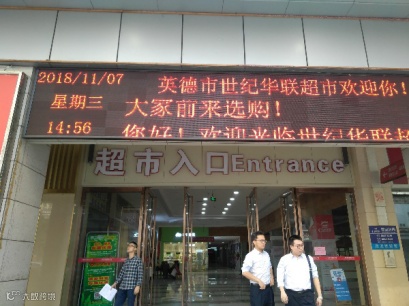 2018/11/07
星期三
14:56
英德市世纪华联超市欢迎你!
大家前来选购!
您好!欢迎来临世纪华联超
超市入口Entrance